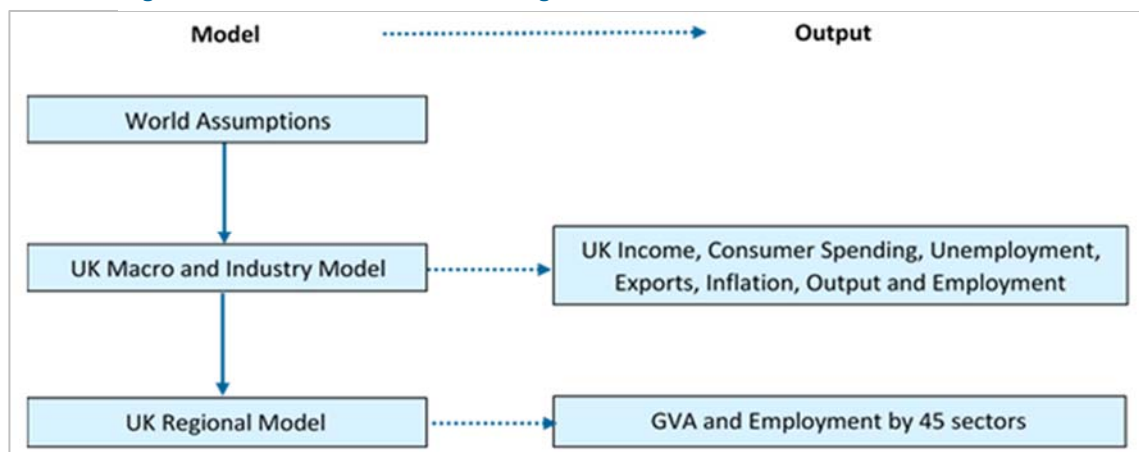 Model
Output
World Assumptions
UK Macro and Industry Model
UK Income, Consumer Spending, Unemployment,
Exports, Inflation, Output and Employment
UK Regional Model
GVA and Employment by 45 sectors